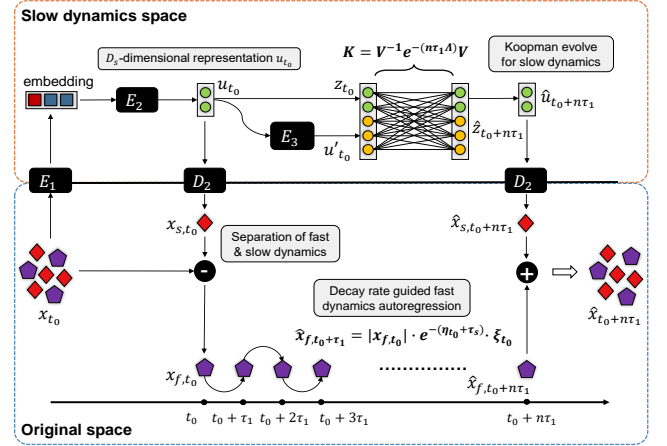 Slow dynamics space
D_s-dimensional representation u_{t_0}
K = V^{-1}e^{-(nτ_1Λ)}V
Koopman evolve
for slow dynamics
embedding
E_2
u_{t_0}
z_{t_0}
E_3
u'_{t_0}
ẑ_{t_0+nτ_1}
û_{t_0+nτ_1}
E_1
D_2
D_2
x_{s,t_0}
x̂_{s,t_0+nτ_1}
Separation of fast
& slow dynamics
-
+
x_{t_0}
x̂_{t_0+nτ_1}
Decay rate guided fast
dynamics autoregression
x̂_{f,t_0+τ_1} = |x_{f,t_0}| · e^{-(η_{t_0}+τ_s)} · ξ_{t_0}
x_{f,t_0}
x̂_{f,t_0+nτ_1}
t_0
t_0 + τ_1
t_0 + 2τ_1
t_0 + 3τ_1
t_0 + nτ_1
Original space